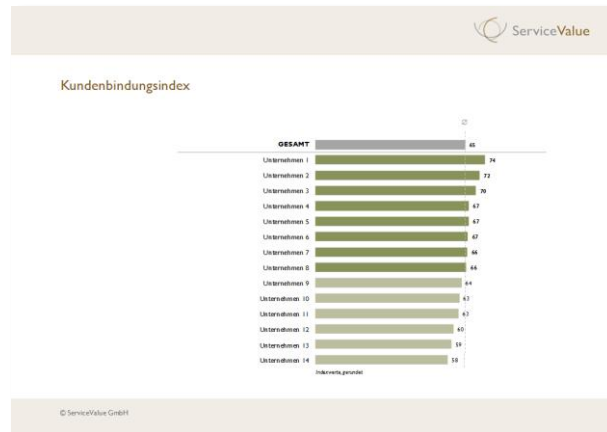 ServiceValue
Kundenbindungsindex
Ø
GESAMT 65
Unternehmen 1 74
Unternehmen 2 72
Unternehmen 3 70
Unternehmen 4 67
Unternehmen 5 67
Unternehmen 6 67
Unternehmen 7 66
Unternehmen 8 66
Unternehmen 9 64
Unternehmen 10 63
Unternehmen 11 63
Unternehmen 12 60
Unternehmen 13 59
Unternehmen 14 58
Indexwerte, gerundet
© ServiceValue GmbH